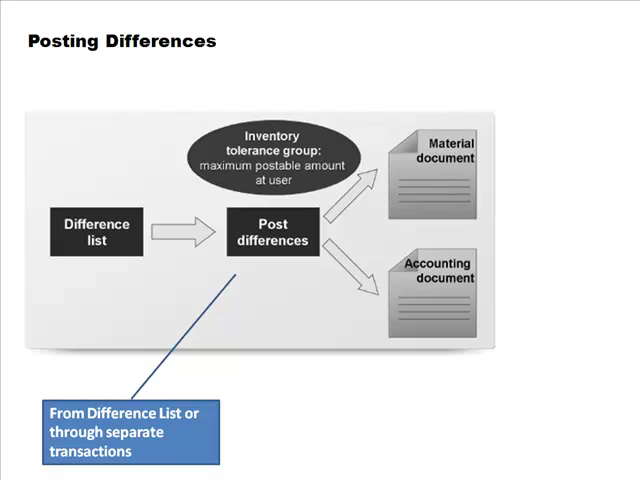 Posting Differences
Inventory
tolerance group:
maximum postable amount
at user
Material
document
Difference
list
Post
differences
Accounting
document
From Difference List or
through separate
transactions